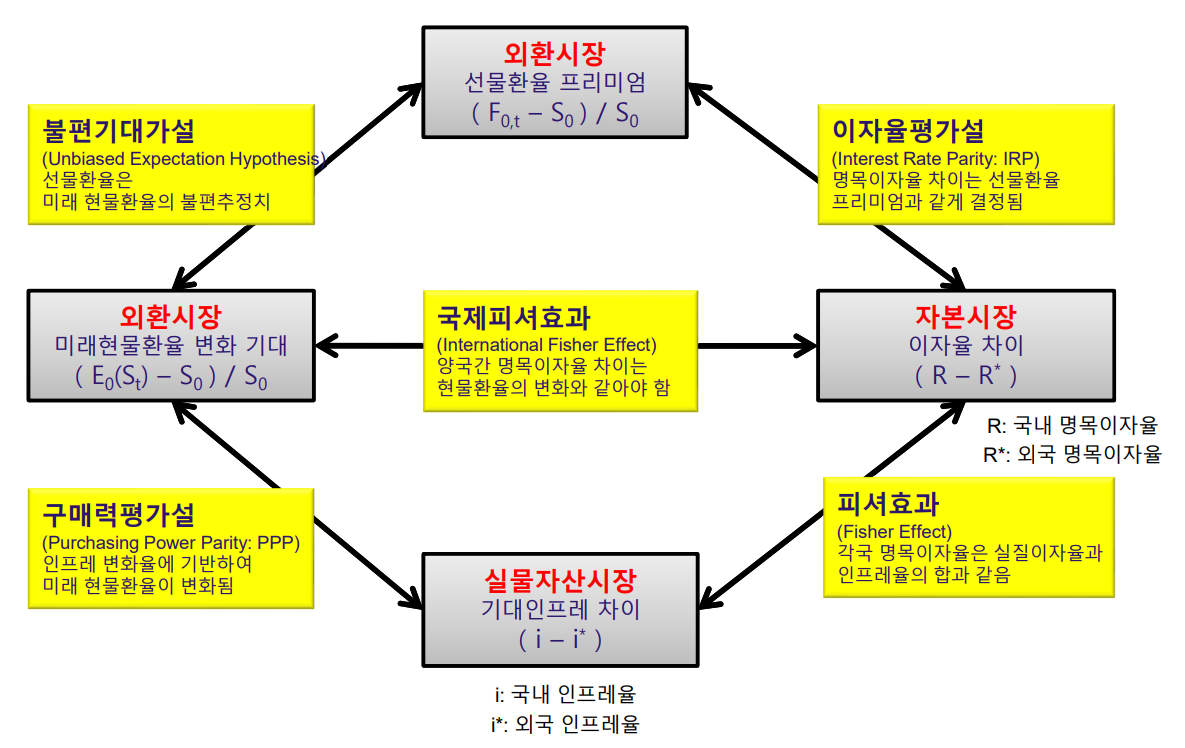 외환시장
선물환율 프리미엄
( F0,t – S0 ) / S0
불편기대가설
(Unbiased Expectation Hypothesis)
선물환율은
미래 현물환율의 불편추정치
이자율평가설
(Interest Rate Parity: IRP)
명목이자율 차이는 선물환율
프리미엄과 같게 결정됨
외환시장
미래현물환율 변화 기대
( E0(St) – S0 ) / S0
국제피셔효과
(International Fisher Effect)
양국간 명목이자율 차이는
현물환율의 변화와 같아야 함
자본시장
이자율 차이
( R – R* )
R: 국내 명목이자율
R*: 외국 명목이자율
구매력평가설
(Purchasing Power Parity: PPP)
인프레 변화율에 기반하여
미래 현물환율이 변화됨
피셔효과
(Fisher Effect)
각국 명목이자율은 실질이자율과
인프레율의 합과 같음
실물자산시장
기대인프레 차이
( i – i* )
i: 국내 인프레율
i*: 외국 인프레율